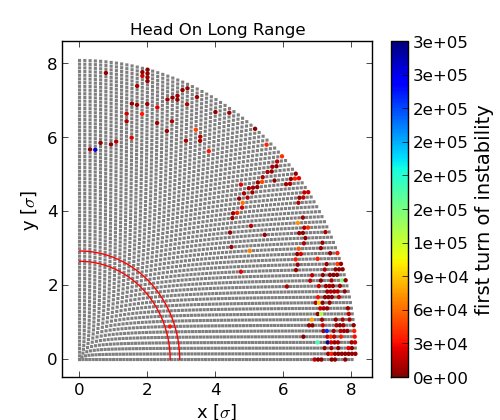 Head On Long Range
8
6
4
2
0
y [σ]
0
2
4
6
8
x [σ]
3e+05
3e+05
2e+05
2e+05
2e+05
1e+05
9e+04
6e+04
3e+04
0e+00
first turn of instability